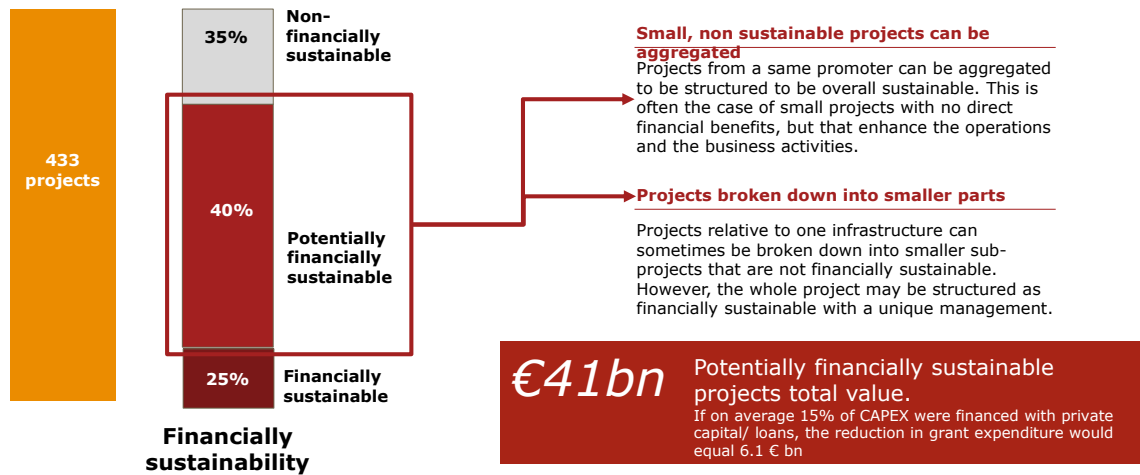 433
projects
35%
Non-
financially
sustainable
40%
Potentially
financially
sustainable
25%
Financially
sustainable
Financially
sustainability
Small, non sustainable projects can be
aggregated
Projects from a same promoter can be aggregated
to be structured to be overall sustainable. This is
often the case of small projects with no direct
financial benefits, but that enhance the operations
and the business activities.
Projects broken down into smaller parts
Projects relative to one infrastructure can
sometimes be broken down into smaller sub-
projects that are not financially sustainable.
However, the whole project may be structured as
financially sustainable with a unique management.
€41bn
Potentially financially sustainable
projects total value.
If on average 15% of CAPEX were financed with private
capital/ loans, the reduction in grant expenditure would
equal 6.1 € bn